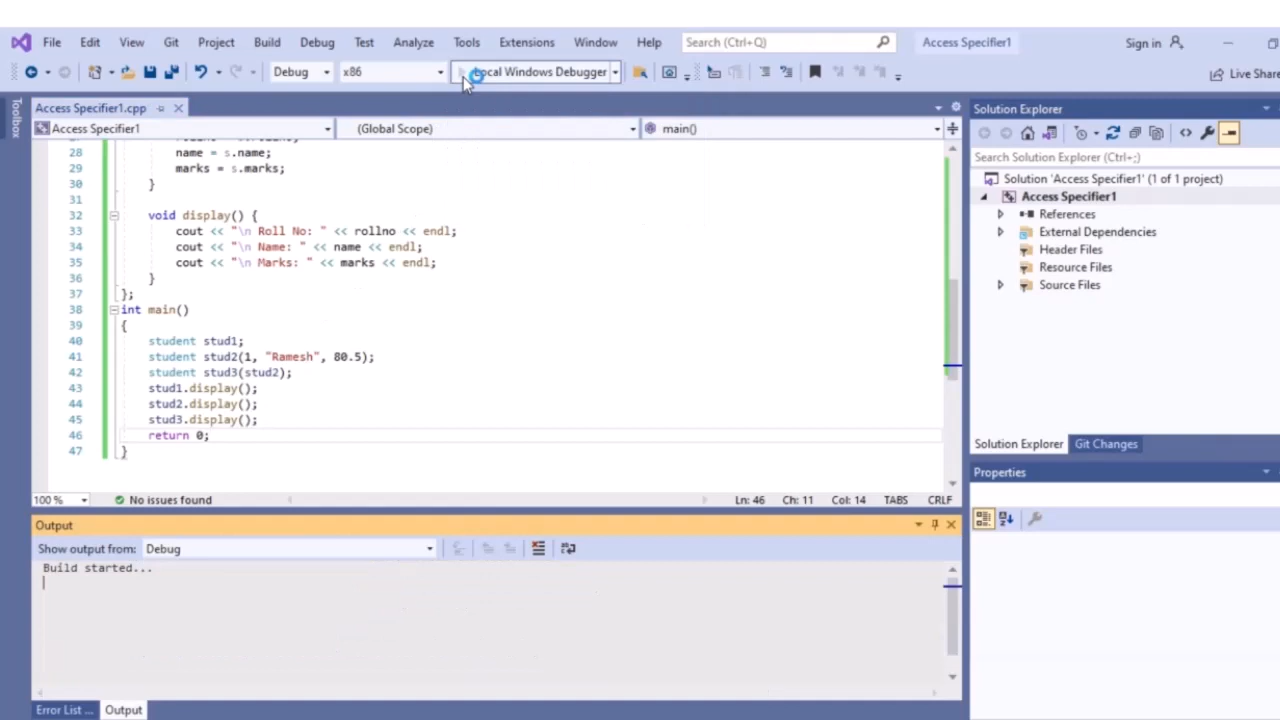 File Edit View Git Project Build Debug Test Analyze Tools Extensions Window Help Search (Ctrl+Q) Access Specifier1 Sign in
Debug x86 Local Windows Debugger Live Share
Toolbox
Access Specifier1.cpp
Access Specifier1 (Global Scope) main()
28 name = s.name;
29 marks = s.marks;
30 }
31
32 void display() {
33 cout << "\n Roll No: " << rollno << endl;
34 cout << "\n Name: " << name << endl;
35 cout << "\n Marks: " << marks << endl;
36 }
37 };
38 int main()
39 {
40 student stud1;
41 student stud2(1, "Ramesh", 80.5);
42 student stud3(stud2);
43 stud1.display();
44 stud2.display();
45 stud3.display();
46 return 0;
47 }
100 % No issues found Ln: 46 Ch: 11 Col: 14 TABS CRLF
Output
Show output from: Debug
Build started...
Error List ... Output
Solution Explorer
Search Solution Explorer (Ctrl+;)
Solution 'Access Specifier1' (1 of 1 project)
Access Specifier1
References
External Dependencies
Header Files
Resource Files
Source Files
Solution Explorer Git Changes
Properties